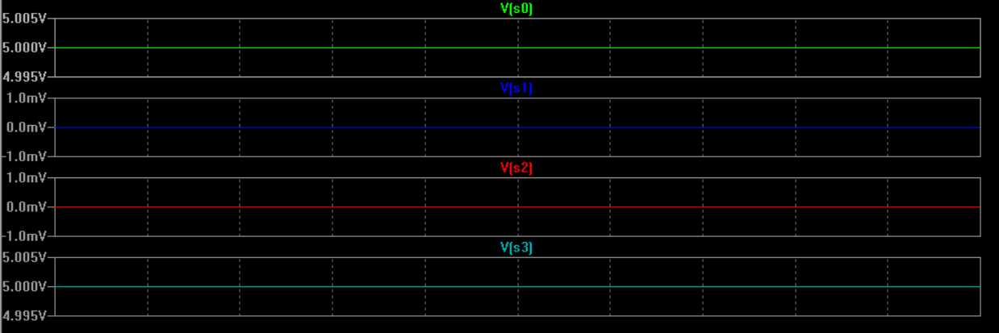 V(s0)
5.005V
5.000V
4.995V
V(s1)
1.0mV
0.0mV
-1.0mV
V(s2)
1.0mV
0.0mV
-1.0mV
V(s3)
5.005V
5.000V
4.995V